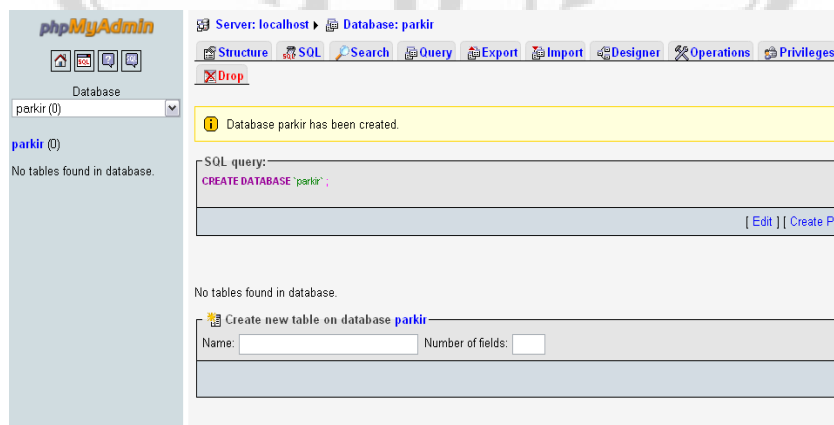 phpMyAdmin
SQL
Database
parkir (0)
parkir (0)
No tables found in database.
Server: localhost Database: parkir
Structure SQL Search Query Export Import Designer Operations Privileges
Drop
Database parkir has been created.
SQL query:
CREATE DATABASE `parkir` ;
[ Edit ] [ Create P
No tables found in database.
Create new table on database parkir
Name: Number of fields: